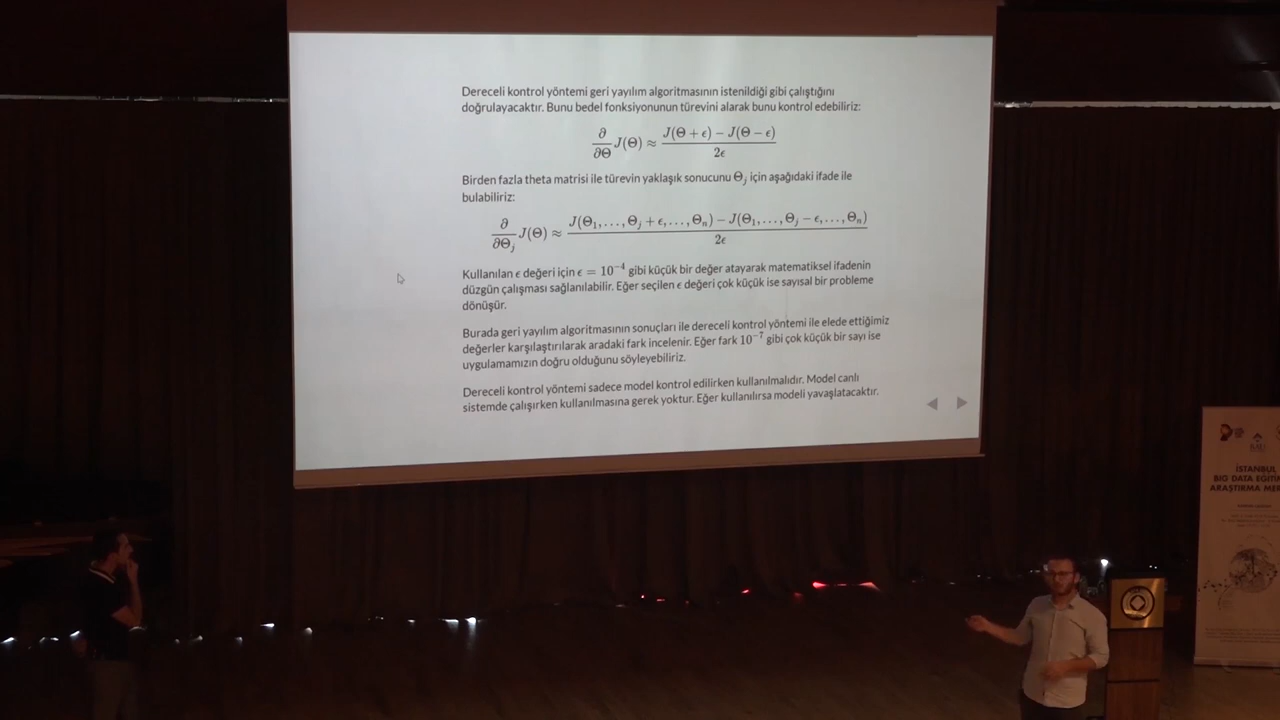 Dereceli kontrol yöntemi geri yayılım algoritmasının istenildiği gibi çalıştığını
doğrulayacaktır. Bunu bedel fonksiyonunun türevini alarak bunu kontrol edebiliriz:
∂/∂Θ J(Θ) ≈ (J(Θ + ϵ) − J(Θ − ϵ))/2ϵ
Birden fazla theta matrisi ile türevin yaklaşık sonucunu Θj için aşağıdaki ifade ile
bulabiliriz:
∂/∂Θj J(Θ) ≈ (J(Θ1, …, Θj + ϵ, …, Θn) − J(Θ1, …, Θj − ϵ, …, Θn))/2ϵ
Kullanılan ϵ değeri için ϵ = 10^−4 gibi küçük bir değer atayarak matematiksel ifadenin
düzgün çalışması sağlanılabilir. Eğer seçilen ϵ değeri çok küçük ise sayısal bir probleme
dönüşür.
Burada geri yayılım algoritmasının sonuçları ile dereceli kontrol yöntemi ile elede ettiğimiz
değerler karşılaştırılarak aradaki fark incelenir. Eğer fark 10^−7 gibi çok küçük bir sayı ise
uygulamamızın doğru olduğunu söyleyebiliriz.
Dereceli kontrol yöntemi sadece model kontrol edilirken kullanılmalıdır. Model canlı
sistemde çalışırken kullanılmasına gerek yoktur. Eğer kullanılırsa modeli yavaşlatacaktır.
İSTANBUL
BIG DATA EĞİTİ
ARAŞTIRMA ME